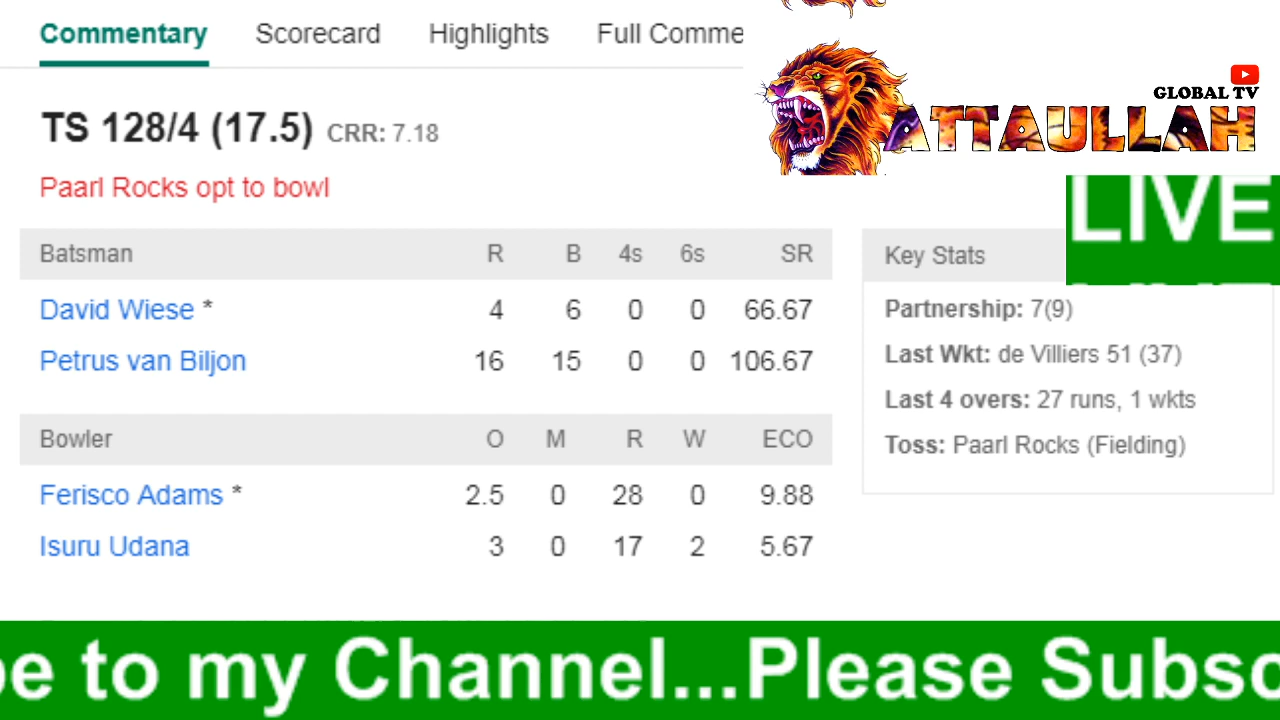 Commentary Scorecard Highlights Full Comme
GLOBAL TV
ATTAULLAH
TS 128/4 (17.5) CRR: 7.18
Paarl Rocks opt to bowl
LIVE
Batsman R B 4s 6s SR
David Wiese * 4 6 0 0 66.67
Petrus van Biljon 16 15 0 0 106.67
Bowler O M R W ECO
Ferisco Adams * 2.5 0 28 0 9.88
Isuru Udana 3 0 17 2 5.67
Key Stats
Partnership: 7(9)
Last Wkt: de Villiers 51 (37)
Last 4 overs: 27 runs, 1 wkts
Toss: Paarl Rocks (Fielding)
be to my Channel...Please Subsc